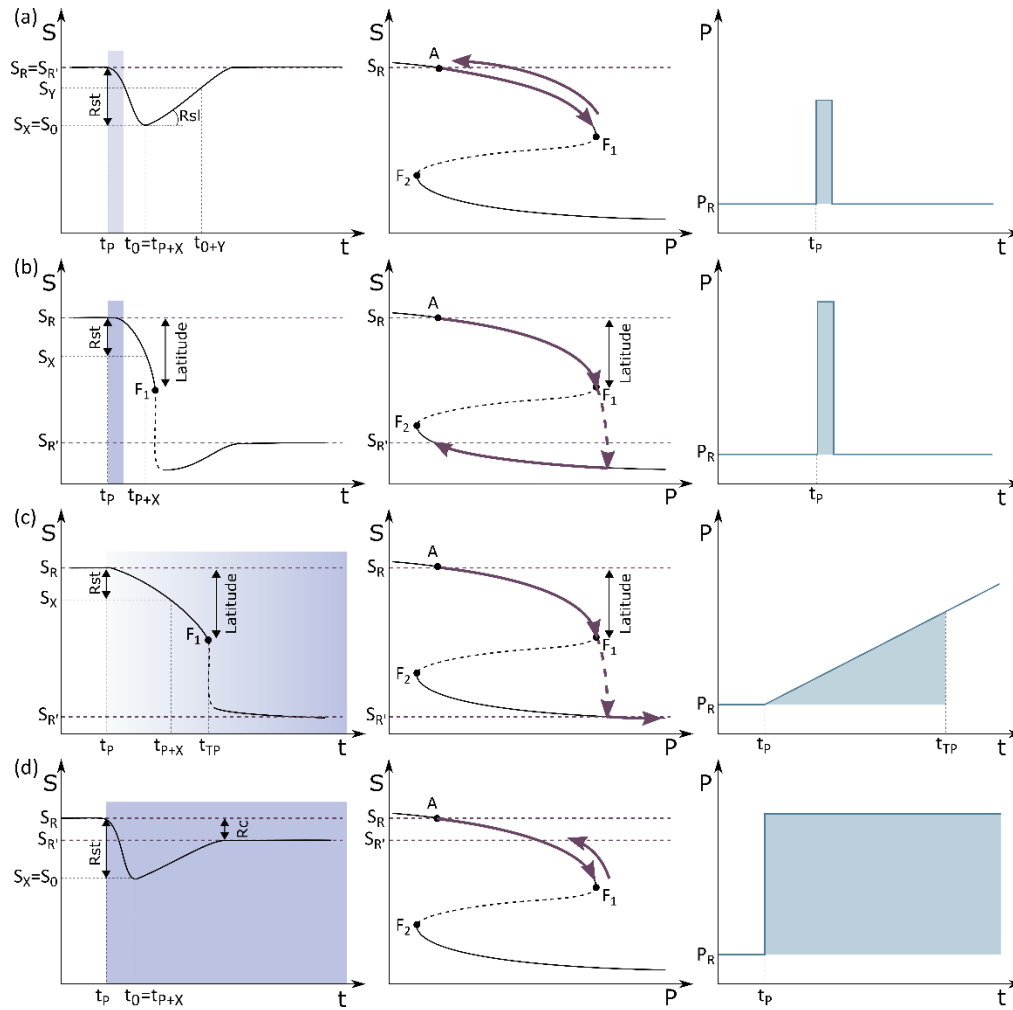 (a)
S
S_R=S_R'
S_Y
S_X=S_0
Rst
Rsl
t_P
t_0=t_P+X
t_0+Y
t
S
S_R
A
F_1
F_2
P
P
P_R
t_P
t
(b)
S
S_R
S_X
S_R'
Rst
Latitude
F_1
t_P
t_P+X
t
S
S_R
A
Latitude
F_1
F_2
S_R'
P
P
P_R
t_P
t
(c)
S
S_R
S_X
S_R'
Rst
Latitude
F_1
t_P
t_P+X
t_TP
t
S
S_R
A
Latitude
F_1
F_2
S_R'
P
P
P_R
t_P
t_TP
t
(d)
S
S_R
S_R'
S_X=S_0
Rst
Rc
t_P
t_0=t_P+X
t
S
S_R
S_R'
A
F_1
F_2
P
P
P_R
t_P
t